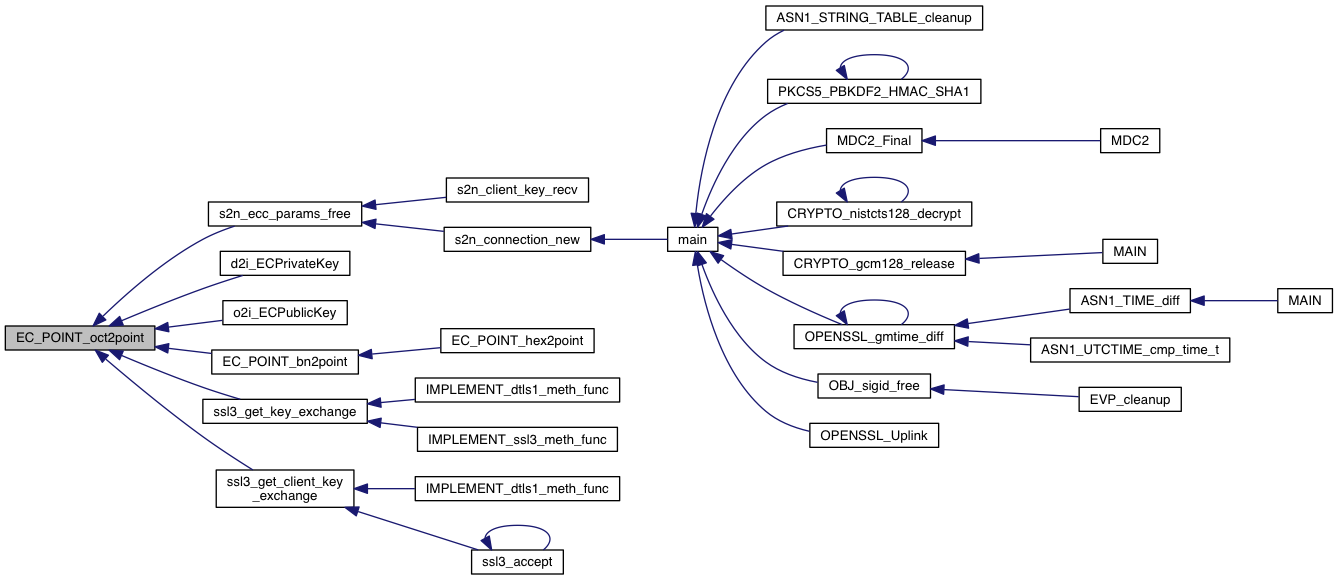 ASN1_STRING_TABLE_cleanup
PKCS5_PBKDF2_HMAC_SHA1
MDC2_Final
MDC2
s2n_client_key_recv
s2n_ecc_params_free
CRYPTO_nistcts128_decrypt
s2n_connection_new
main
d2i_ECPrivateKey
CRYPTO_gcm128_release
MAIN
ASN1_TIME_diff
MAIN
o2i_ECPublicKey
EC_POINT_oct2point
OPENSSL_gmtime_diff
EC_POINT_hex2point
ASN1_UTCTIME_cmp_time_t
EC_POINT_bn2point
OBJ_sigid_free
IMPLEMENT_dtls1_meth_func
EVP_cleanup
ssl3_get_key_exchange
OPENSSL_Uplink
IMPLEMENT_ssl3_meth_func
ssl3_get_client_key
_exchange
IMPLEMENT_dtls1_meth_func
ssl3_accept